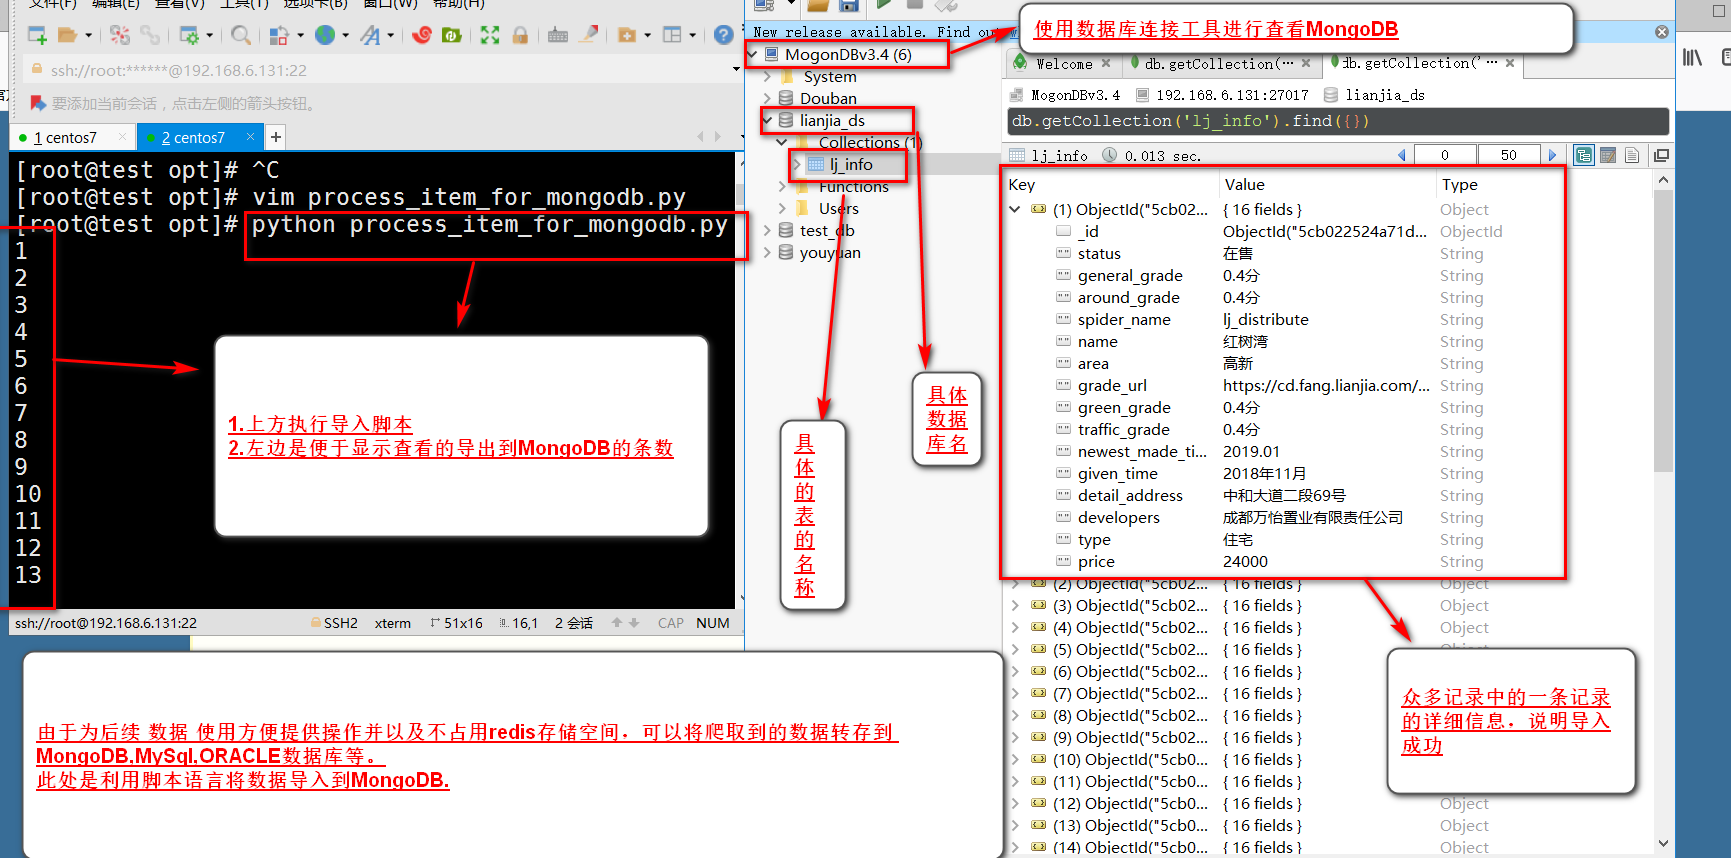 文件(F) 编辑(E) 查看(V) 工具(T) 选项卡(B) 窗口(W) 帮助(H)
ssh://root:******@192.168.6.131:22
要添加当前会话，点击左侧的箭头按钮。
1 centos7
2 centos7
[root@test opt]# ^C
[root@test opt]# vim process_item_for_mongodb.py
[root@test opt]# python process_item_for_mongodb.py
1
2
3
4
5
6
7
8
9
10
11
12
13
1.上方执行导入脚本
2.左边是便于显示查看的导出到MongoDB的条数
ssh://root@192.168.6.131:22 SSH2 xterm 51x16 16,1 2 会话 CAP NUM
由于为后续 数据 使用方便提供操作并以及不占用redis存储空间，可以将爬取到的数据转存到
MongoDB,MySql,ORACLE数据库等。
此处是利用脚本语言将数据导入到MongoDB.
New release available. Find ou
使用数据库连接工具进行查看MongoDB
MogonDBv3.4 (6)
System
Douban
lianjia_ds
Collections (1)
lj_info
Functions
Users
test_db
youyuan
具体的表的名称
具体
数据
库名
Welcome
db.getCollection(…
db.getCollection('…
MogonDBv3.4 192.168.6.131:27017 lianjia_ds
db.getCollection('lj_info').find({})
lj_info 0.013 sec. 0 50
Key Value Type
(1) ObjectId("5cb02... { 16 fields } Object
_id ObjectId("5cb022524a71d... ObjectId
status 在售 String
general_grade 0.4分 String
around_grade 0.4分 String
spider_name lj_distribute String
name 红树湾 String
area 高新 String
grade_url https://cd.fang.lianjia.com/... String
green_grade 0.4分 String
traffic_grade 0.4分 String
newest_made_ti... 2019.01 String
given_time 2018年11月 String
detail_address 中和大道二段69号 String
developers 成都万怡置业有限责任公司 String
type 住宅 String
price 24000 String
(2) ObjectId("5cb02... { 16 fields } Object
(3) ObjectId("5cb02... { 16 fields } Object
(4) ObjectId("5cb02... { 16 fields } Object
(5) ObjectId("5cb02... { 16 fields }
(6) ObjectId("5cb02... { 16 fields }
(7) ObjectId("5cb02... { 16 fields }
(8) ObjectId("5cb02... { 16 fields }
(9) ObjectId("5cb02... { 16 fields }
(10) ObjectId("5cb0... { 16 fields }
(11) ObjectId("5cb0... { 16 fields }
(12) ObjectId("5cb0... { 16 fields } Object
(13) ObjectId("5cb0... { 16 fields } Object
(14) ObjectId("5cb0... { 16 fields } Object
众多记录中的一条记录
的详细信息，说明导入
成功